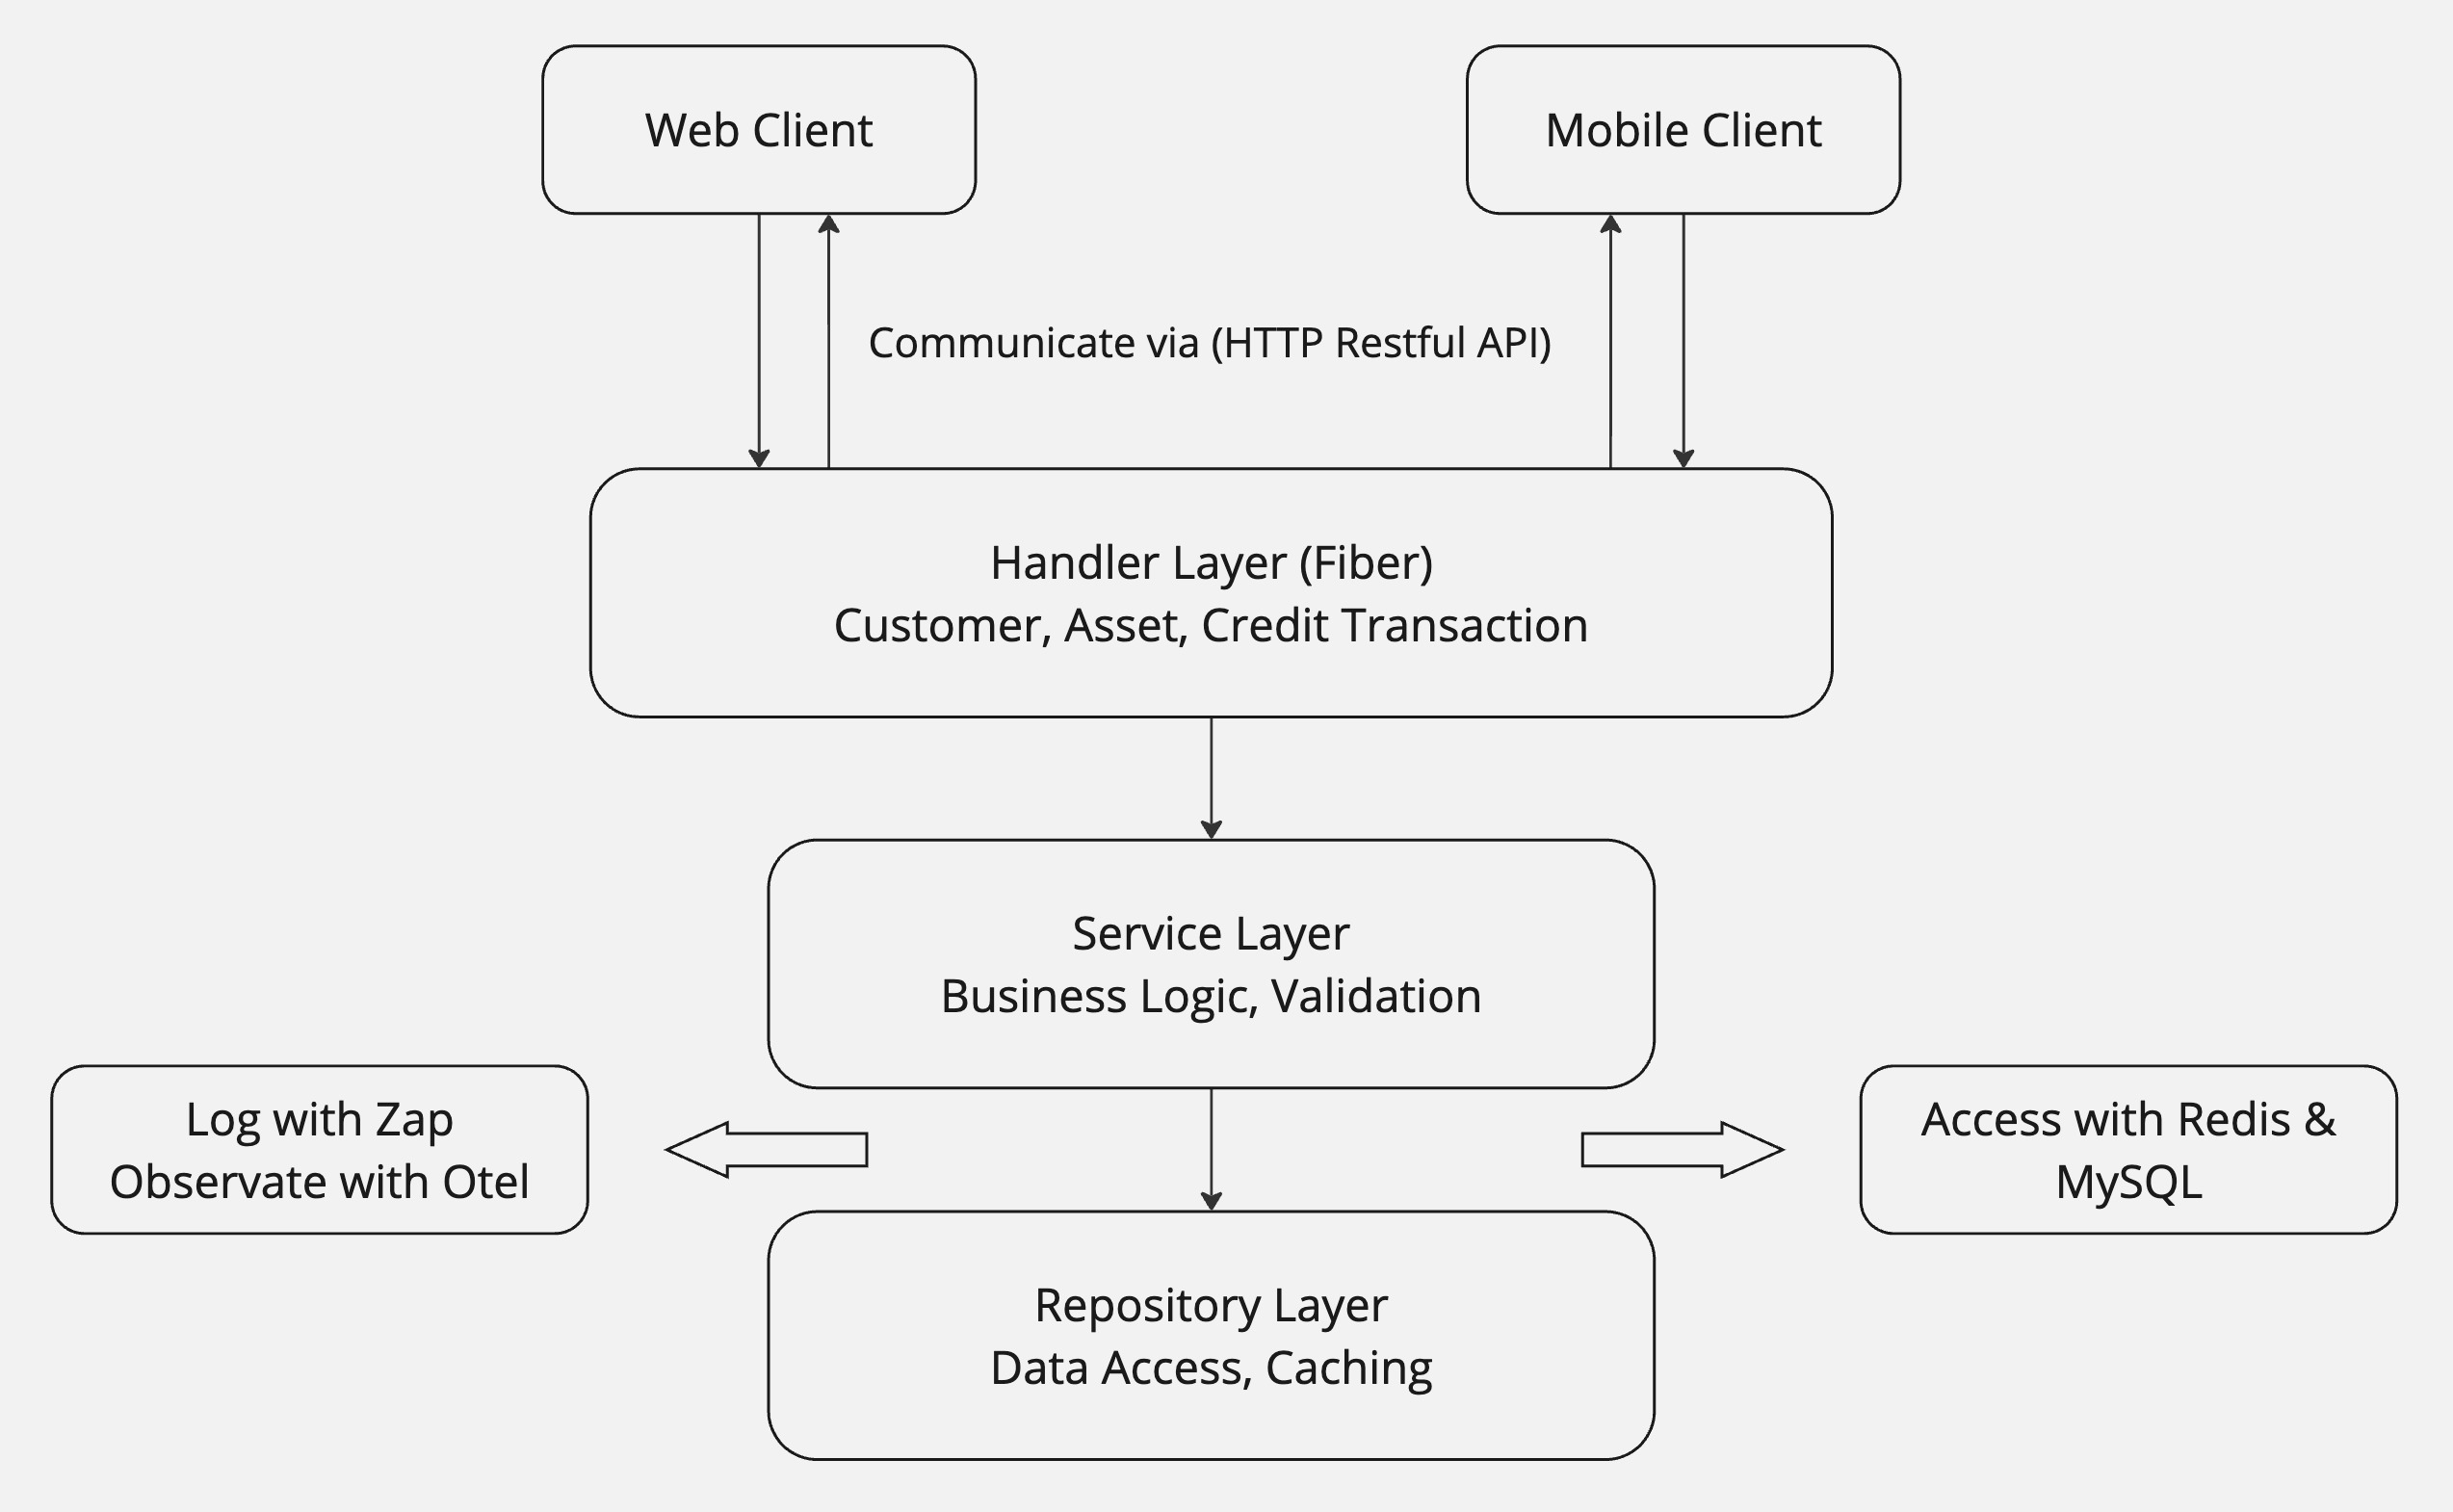 Web Client
Mobile Client
Communicate via (HTTP Restful API)
Handler Layer (Fiber)
Customer, Asset, Credit Transaction
Service Layer
Business Logic, Validation
Log with Zap
Observate with Otel
Access with Redis &
MySQL
Repository Layer
Data Access, Caching